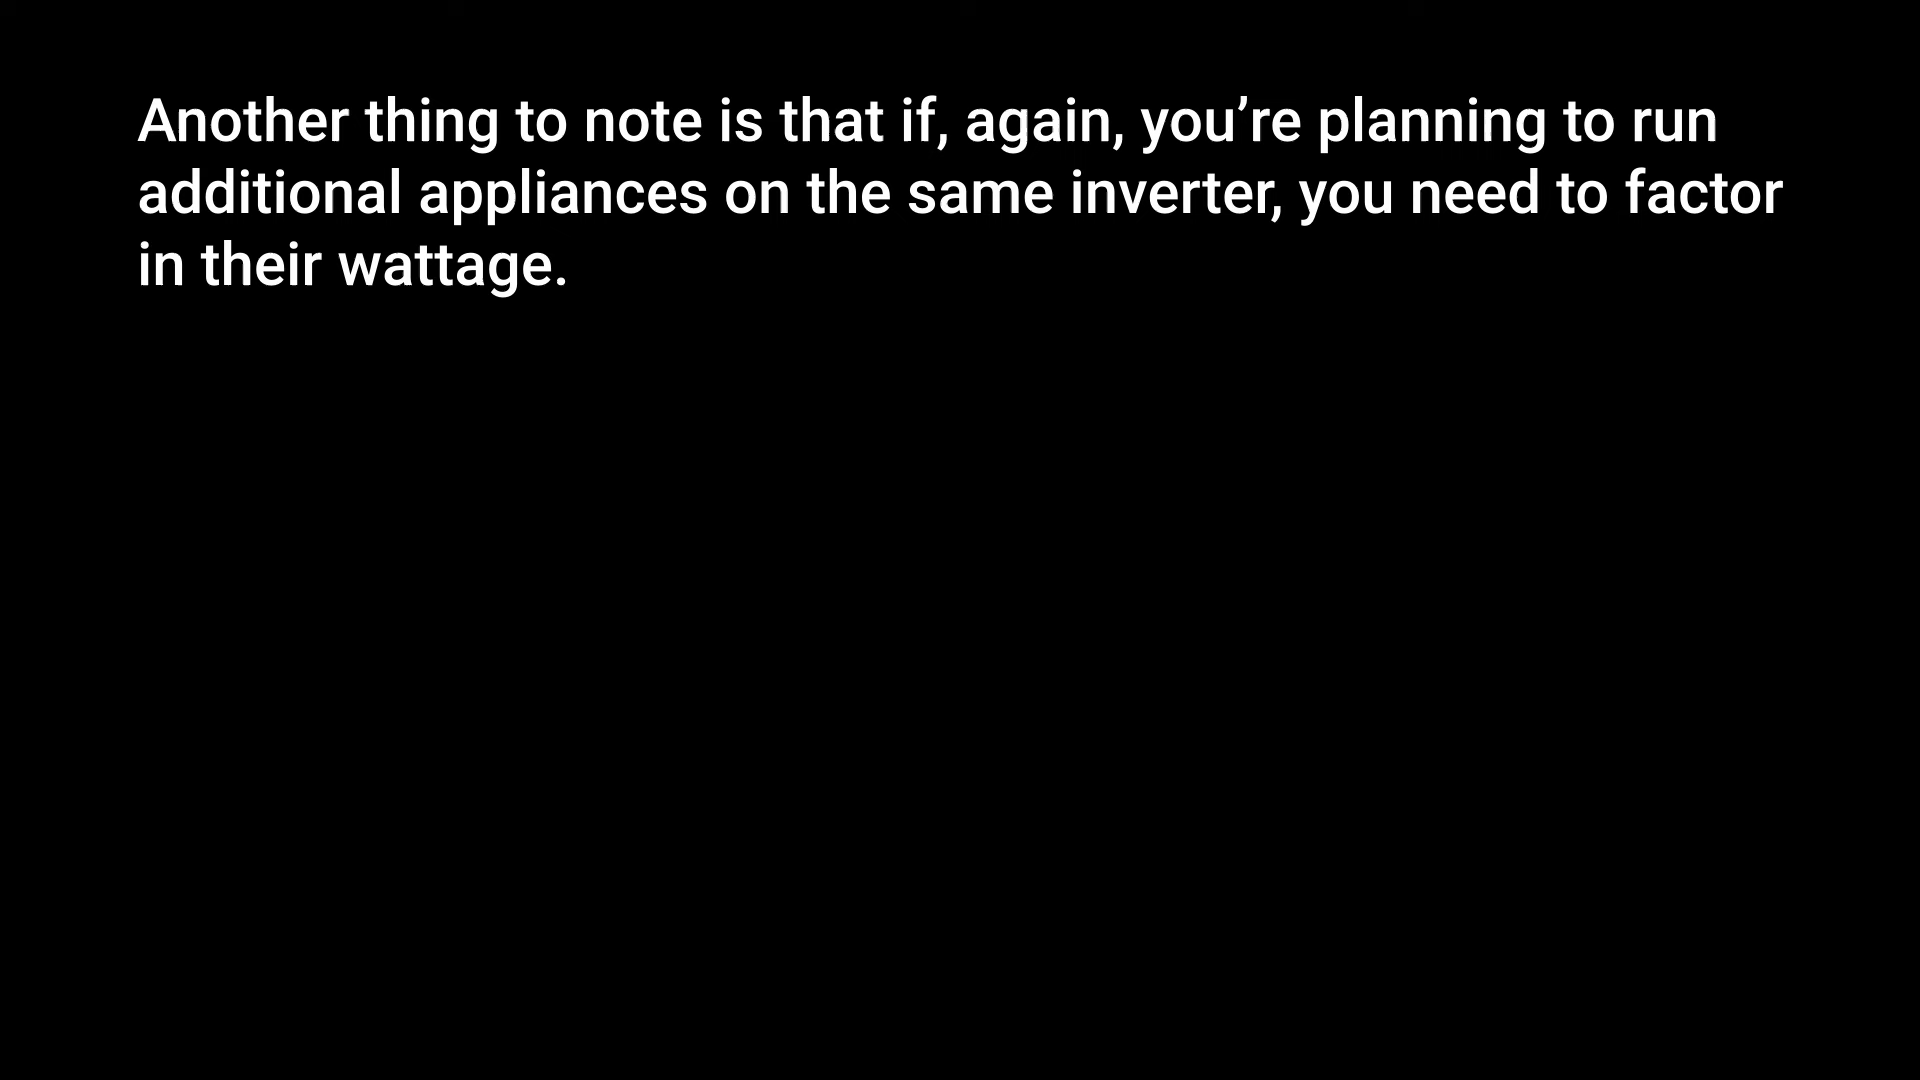 Another thing to note is that if, again, you’re planning to run
additional appliances on the same inverter, you need to factor
in their wattage.